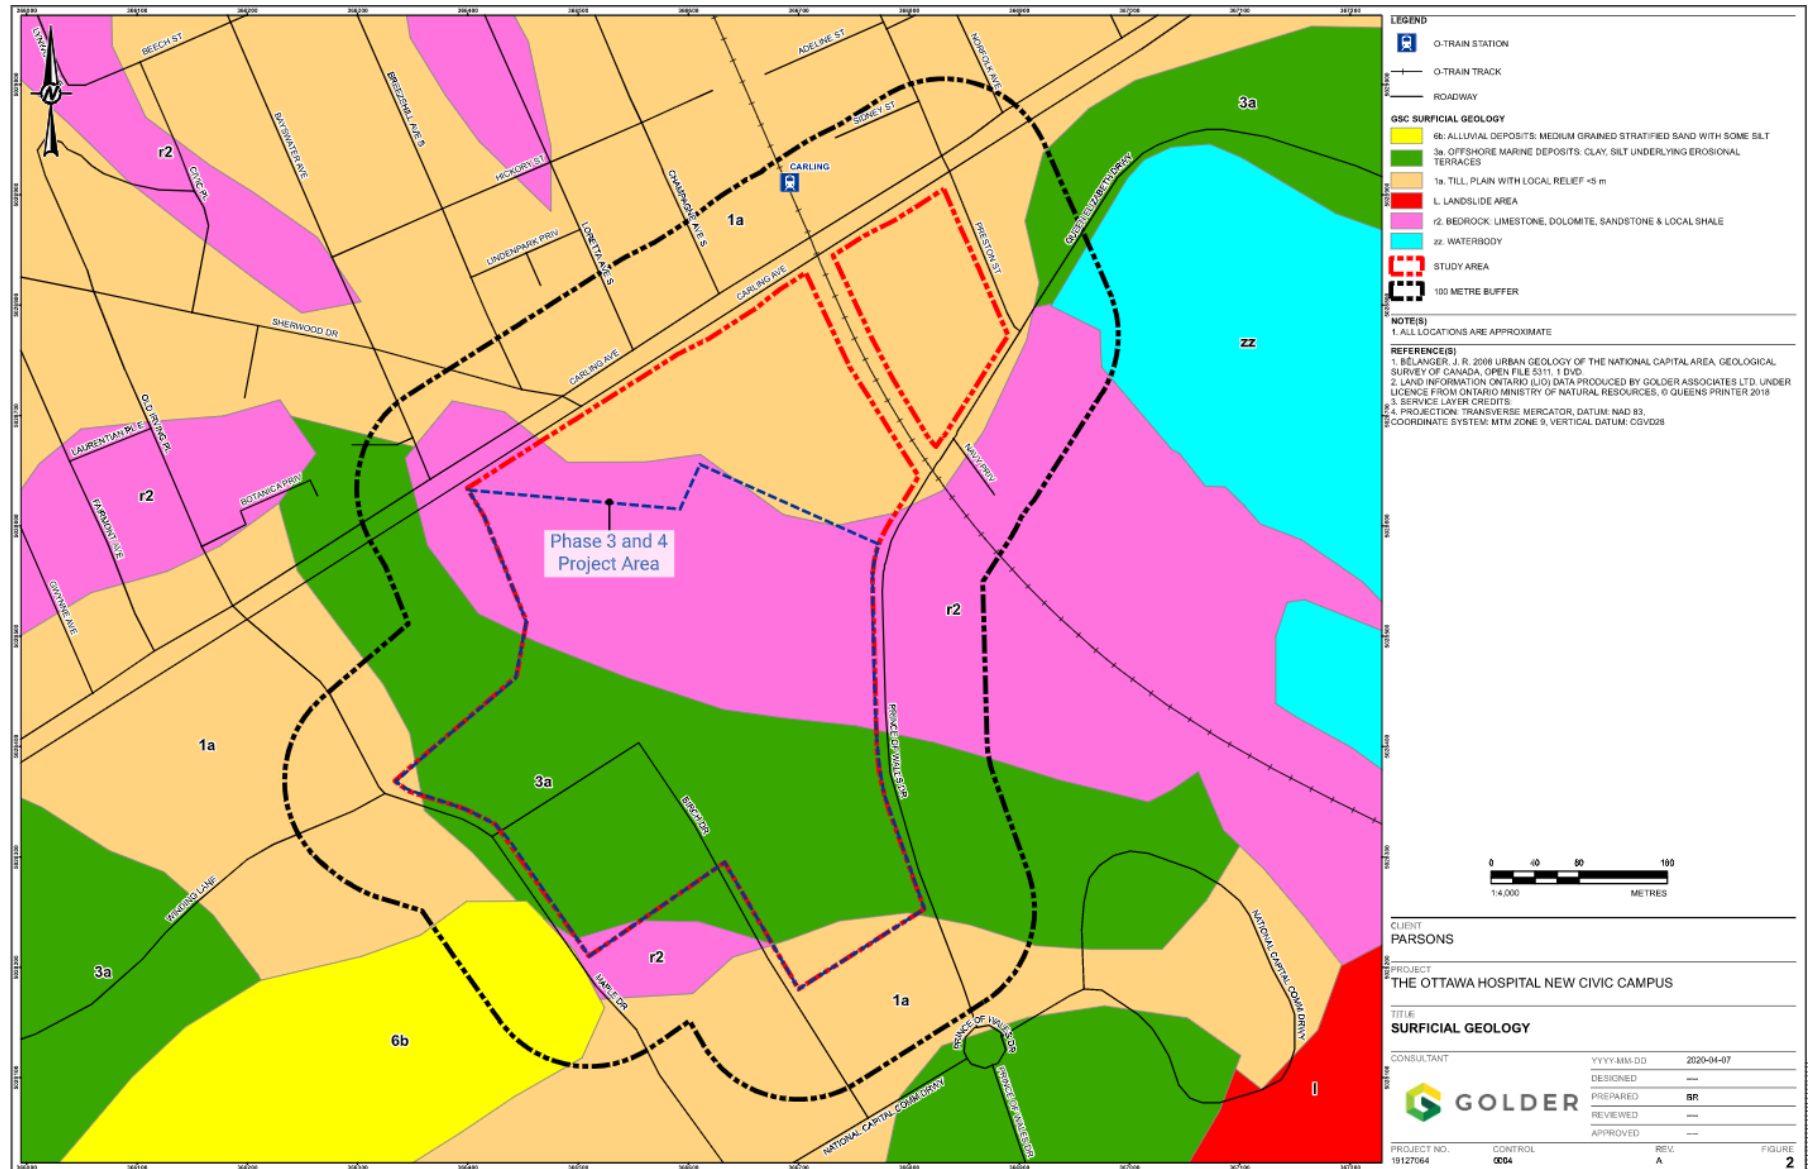 LEGEND
O-TRAIN STATION
O-TRAIN TRACK
ROADWAY
GSC SURFICIAL GEOLOGY
6b: ALLUVIAL DEPOSITS: MEDIUM GRAINED STRATIFIED SAND WITH SOME SILT
3a. OFFSHORE MARINE DEPOSITS: CLAY, SILT UNDERLYING EROSIONAL
TERRACES
1a. TILL, PLAIN WITH LOCAL RELIEF <5 m
L. LANDSLIDE AREA
r2. BEDROCK: LIMESTONE, DOLOMITE, SANDSTONE & LOCAL SHALE
zz. WATERBODY
STUDY AREA
100 METRE BUFFER
NOTE(S)
1. ALL LOCATIONS ARE APPROXIMATE
REFERENCE(S)
1. BÉLANGER, J. R. 2008 URBAN GEOLOGY OF THE NATIONAL CAPITAL AREA, GEOLOGICAL
SURVEY OF CANADA, OPEN FILE 5311, 1 DVD.
2. LAND INFORMATION ONTARIO (LIO) DATA PRODUCED BY GOLDER ASSOCIATES LTD. UNDER
LICENCE FROM ONTARIO MINISTRY OF NATURAL RESOURCES, © QUEENS PRINTER 2018
3. SERVICE LAYER CREDITS:
4. PROJECTION: TRANSVERSE MERCATOR, DATUM: NAD 83,
COORDINATE SYSTEM: MTM ZONE 9, VERTICAL DATUM: CGVD28
N
BEECH ST
BAYSWATER AVE
BREEZEHILL AVE S
ADELINE ST
NORFOLK AVE
SIDNEY ST
3a
r2
CIVIC PL
HICKORY ST
CHAMPAGNE AVE S
CARLING
1a
QUEEN ELIZABETH DRWY
PRESTON ST
LINDENPARK PRIV
LORETTA AVE S
CARLING AVE
SHERWOOD DR
CARLING AVE
zz
OLD IRVING PL
LAURENTIAN PL E
r2
BOTANICA PRIV
FAIRMONT AVE
GWYNNE AVE
NAVY PRIV
Phase 3 and 4
Project Area
r2
1a
3a
PRINCE OF WALES DR
BIRCH DR
WINDING LANE
3a
r2
MAPLE DR
1a
6b
NATIONAL CAPITAL COMM DRWY
PRINCE OF WALES DR
PRINCE OF WALES DR
NATIONAL CAPITAL COMM DRWY
l
0 40 80 160
1:4,000 METRES
CLIENT
PARSONS
PROJECT
THE OTTAWA HOSPITAL NEW CIVIC CAMPUS
TITLE
SURFICIAL GEOLOGY
CONSULTANT
GOLDER
YYYY-MM-DD 2020-04-07
DESIGNED ---
PREPARED BR
REVIEWED ---
APPROVED ---
PROJECT NO. CONTROL REV. FIGURE
19127064 0004 A 2